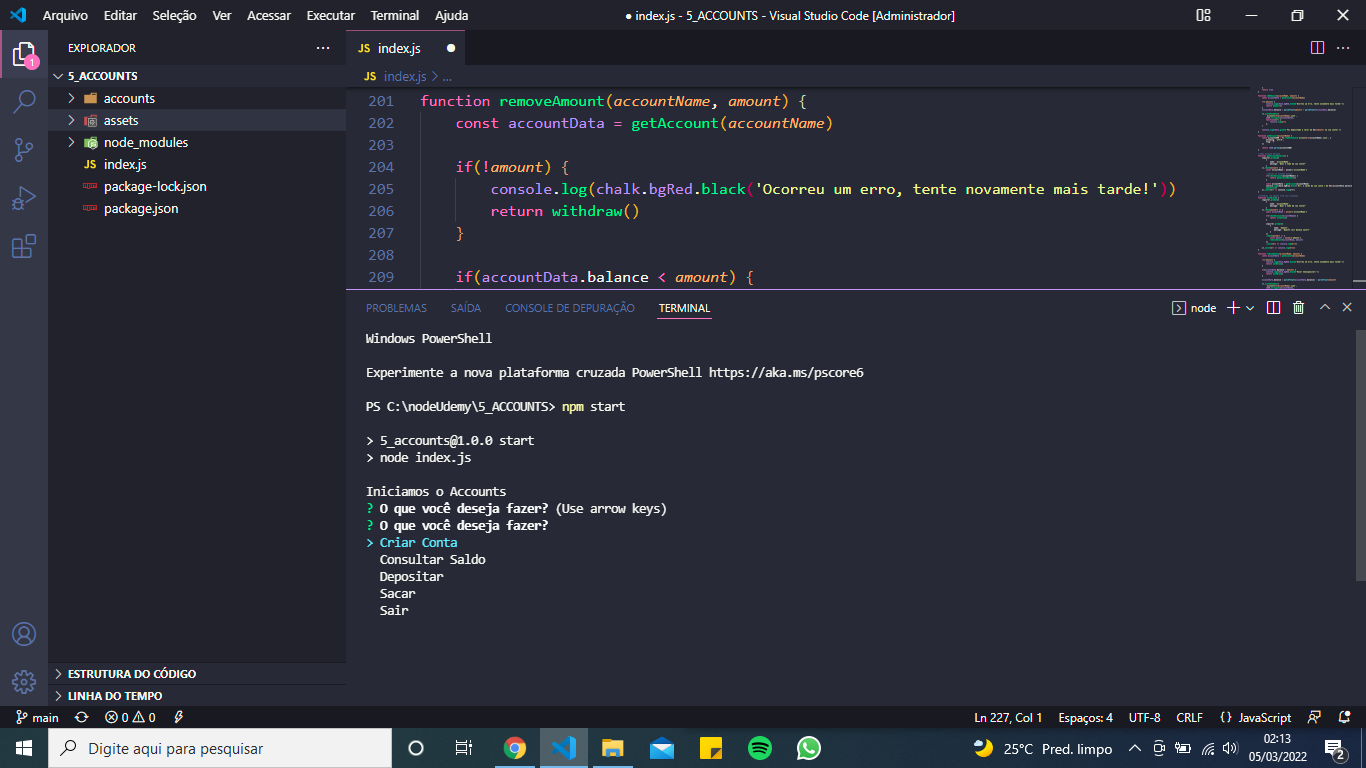 Arquivo Editar Seleção Ver Acessar Executar Terminal Ajuda
● index.js - 5_ACCOUNTS - Visual Studio Code [Administrador]
EXPLORADOR
JS index.js
1
5_ACCOUNTS
JS index.js > ...
accounts
assets
node_modules
JS index.js
package-lock.json
package.json
201 function removeAmount(accountName, amount) {
202 const accountData = getAccount(accountName)
203
204 if(!amount) {
205 console.log(chalk.bgRed.black('Ocorreu um erro, tente novamente mais tarde!'))
206 return withdraw()
207 }
208
209 if(accountData.balance < amount) {
PROBLEMAS SAÍDA CONSOLE DE DEPURAÇÃO TERMINAL
node
Windows PowerShell
Experimente a nova plataforma cruzada PowerShell https://aka.ms/pscore6
PS C:\nodeUdemy\5_ACCOUNTS> npm start
> 5_accounts@1.0.0 start
> node index.js
Iniciamos o Accounts
? O que você deseja fazer? (Use arrow keys)
? O que você deseja fazer?
> Criar Conta
Consultar Saldo
Depositar
Sacar
Sair
ESTRUTURA DO CÓDIGO
LINHA DO TEMPO
main 0 0
Ln 227, Col 1 Espaços: 4 UTF-8 CRLF {} JavaScript
Digite aqui para pesquisar
25°C Pred. limpo
02:13
05/03/2022
2